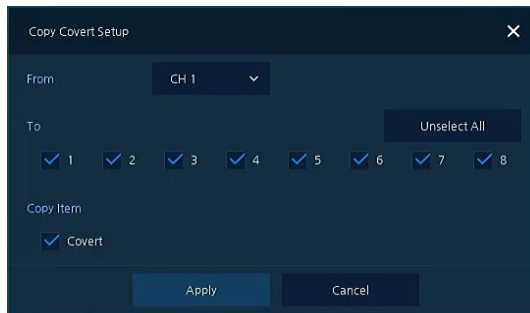 Copy Covert Setup
From CH 1
To Unselect All
1 2 3 4 5 6 7 8
Copy Item
Covert
Apply Cancel